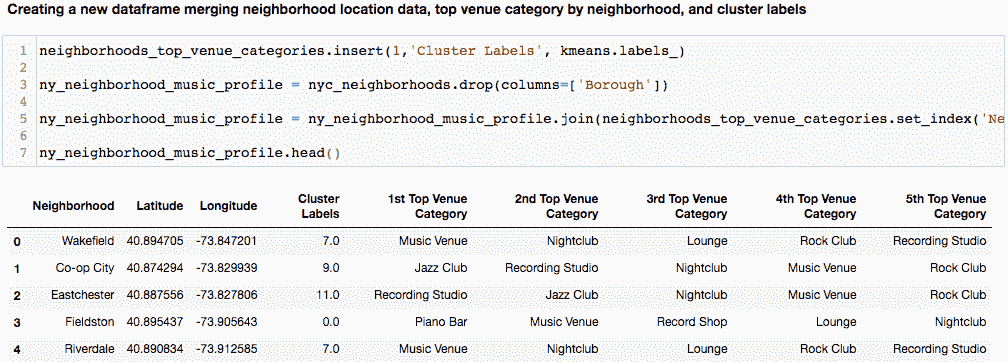 Creating a new dataframe merging neighborhood location data, top venue category by neighborhood, and cluster labels
1 neighborhoods_top_venue_categories.insert(1,'Cluster Labels', kmeans.labels_)
2
3 ny_neighborhood_music_profile = nyc_neighborhoods.drop(columns=['Borough'])
4
5 ny_neighborhood_music_profile = ny_neighborhood_music_profile.join(neighborhoods_top_venue_categories.set_index('Ne
6
7 ny_neighborhood_music_profile.head()
Neighborhood Latitude Longitude Cluster Labels 1st Top Venue Category 2nd Top Venue Category 3rd Top Venue Category 4th Top Venue Category 5th Top Venue Category
0 Wakefield 40.894705 -73.847201 7.0 Music Venue Nightclub Lounge Rock Club Recording Studio
1 Co-op City 40.874294 -73.829939 9.0 Jazz Club Recording Studio Nightclub Music Venue Rock Club
2 Eastchester 40.887556 -73.827806 11.0 Recording Studio Jazz Club Nightclub Music Venue Rock Club
3 Fieldston 40.895437 -73.905643 0.0 Piano Bar Music Venue Record Shop Lounge Nightclub
4 Riverdale 40.890834 -73.912585 7.0 Music Venue Nightclub Lounge Rock Club Recording Studio